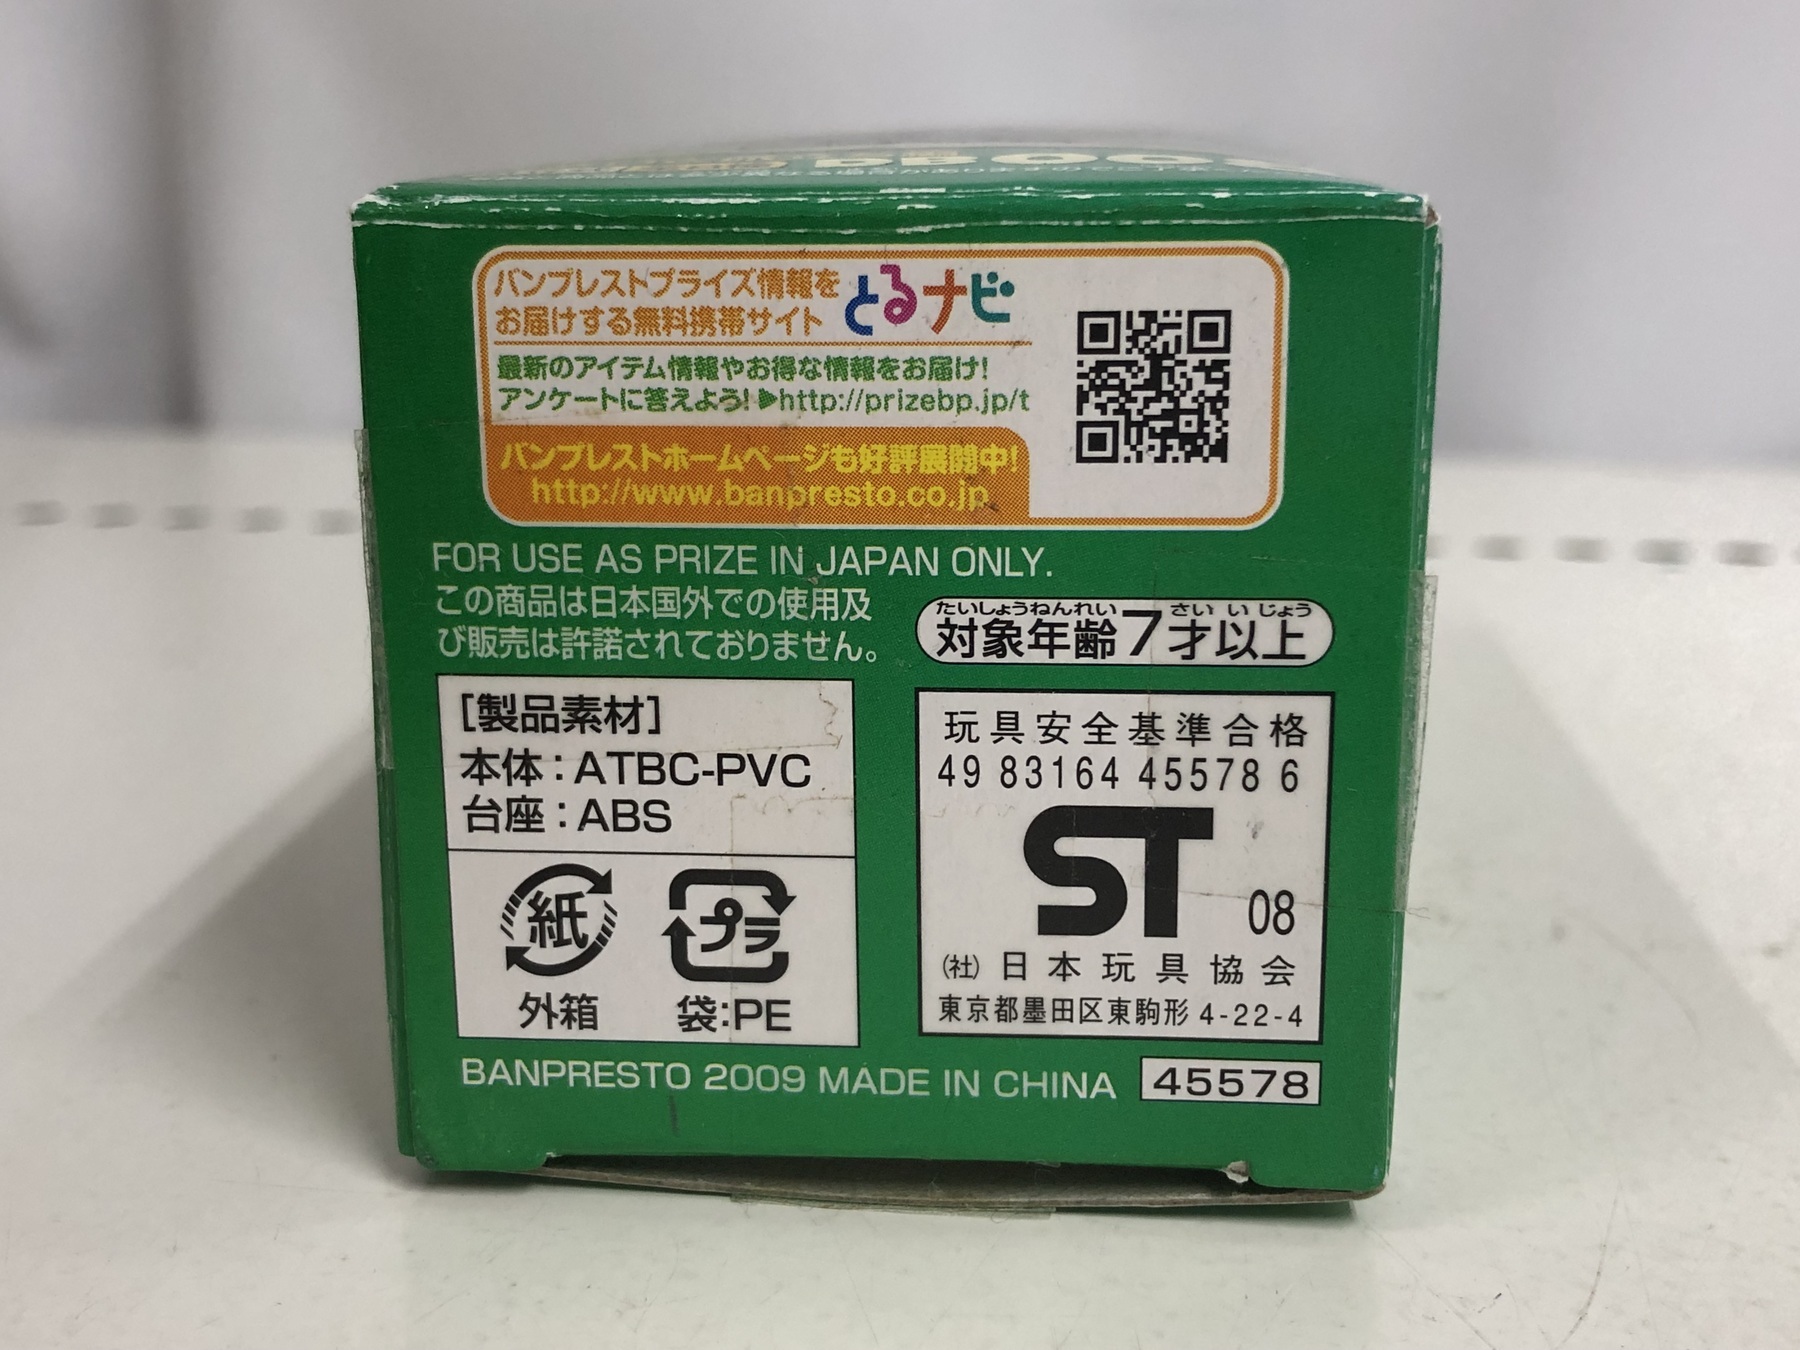 バンプレストプライズ情報を
お届けする無料携帯サイト
とるナビ
最新のアイテム情報やお得な情報をお届け!
アンケートに答えよう!▶http://prizebp.jp/t
バンプレストホームページも好評展開中!
http://www.banpresto.co.jp
FOR USE AS PRIZE IN JAPAN ONLY.
この商品は日本国外での使用及
び販売は許諾されておりません。
たいしょうねんれい さい いじょう
対象年齢7才以上
[製品素材]
本体:ATBC-PVC
台座:ABS
紙
外箱
プラ
袋:PE
玩具安全基準合格
49 83164 45578 6
ST
08
(社)日本玩具協会
東京都墨田区東駒形 4-22-4
BANPRESTO 2009 MADE IN CHINA
45578